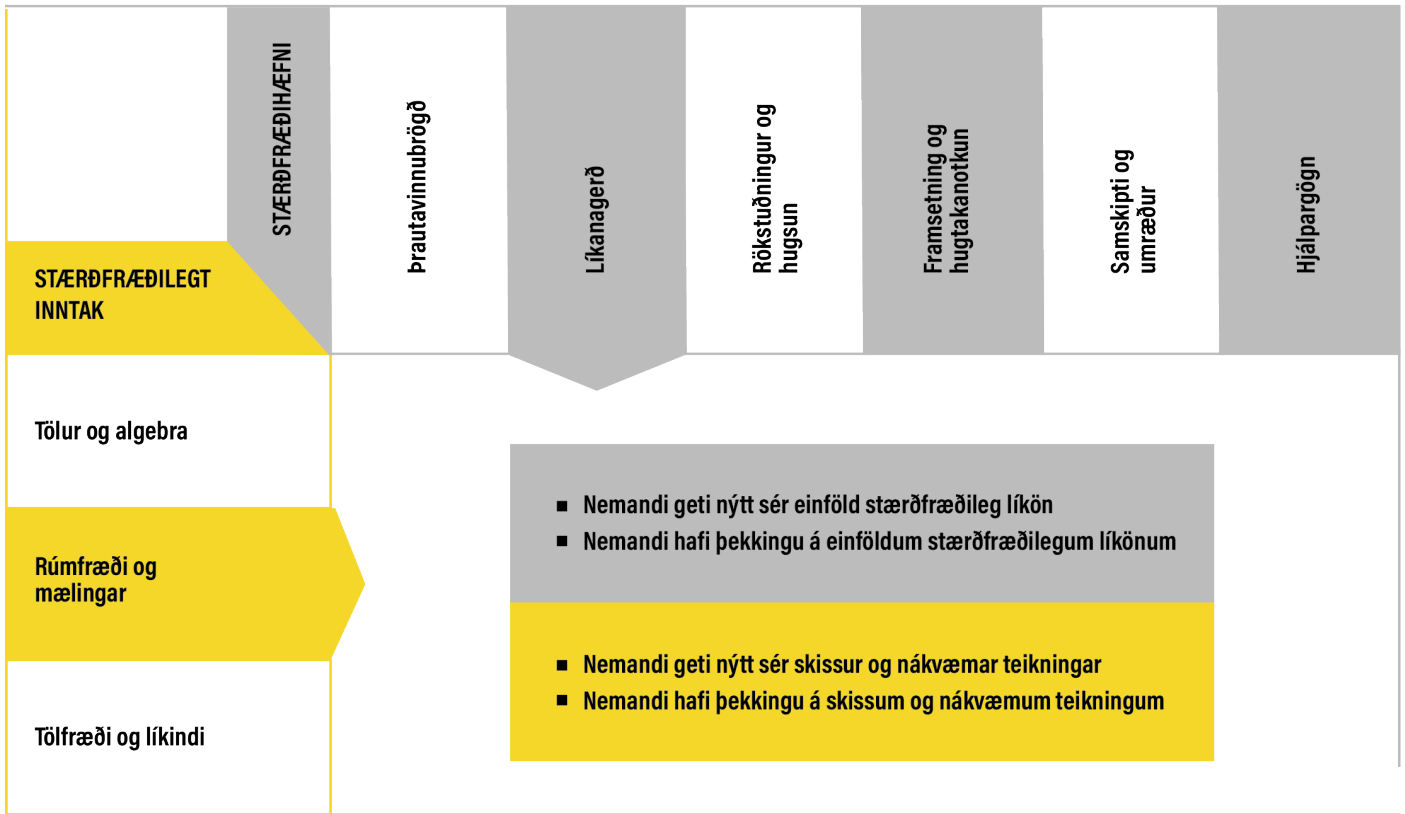 STÆRÐFRÆÐIHÆFNI
Þrautavinnubrögð
Líkanagerð
Rökstuðningur og
hugsun
Framsetning og
hugtakanotkun
Samskipti og
umræður
Hjálpargögn
STÆRÐFRÆÐILEGT
INNTAK
Tölur og algebra
Rúmfræði og
mælingar
Tölfræði og líkindi
▪ Nemandi geti nýtt sér einföld stærðfræðileg líkön
▪ Nemandi hafi þekkingu á einföldum stærðfræðilegum líkönum
▪ Nemandi geti nýtt sér skissur og nákvæmar teikningar
▪ Nemandi hafi þekkingu á skissum og nákvæmum teikningum